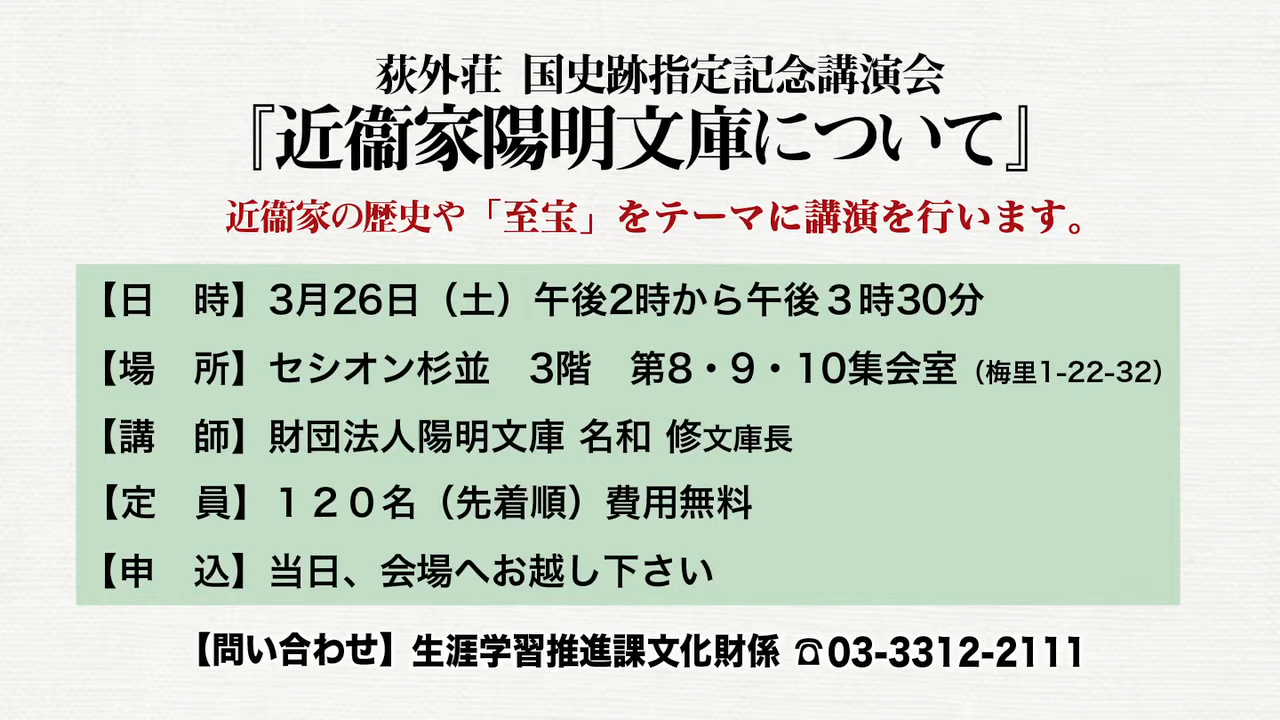 荻外荘 国史跡指定記念講演会
『近衞家陽明文庫について』
近衞家の歴史や「至宝」をテーマに講演を行います。
【日　時】3月26日（土）午後2時から午後３時30分
【場　所】セシオン杉並　3階　第8・9・10集会室（梅里1-22-32）
【講　師】財団法人陽明文庫 名和 修文庫長
【定　員】１２０名（先着順）費用無料
【申　込】当日、会場へお越し下さい
【問い合わせ】生涯学習推進課文化財係 ☎03-3312-2111